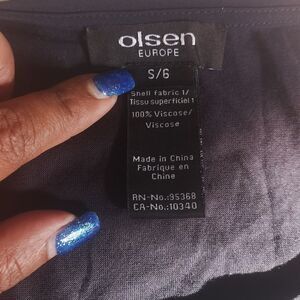 olsen
EUROPE
S/6
Shell fabric 1/
Tissu superficiel 1
100% Viscose/
Viscose
Made in China
Fabrique en
Chine
RN-No.:95368
CA-No.:10340